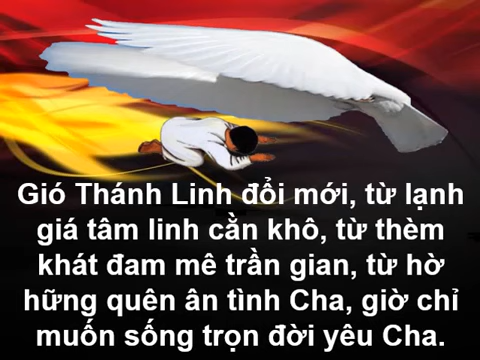 Gió Thánh Linh đổi mới, từ lạnh
giá tâm linh cằn khô, từ thèm
khát đam mê trần gian, từ hờ
hững quên ân tình Cha, giờ chỉ
muốn sống trọn đời yêu Cha.